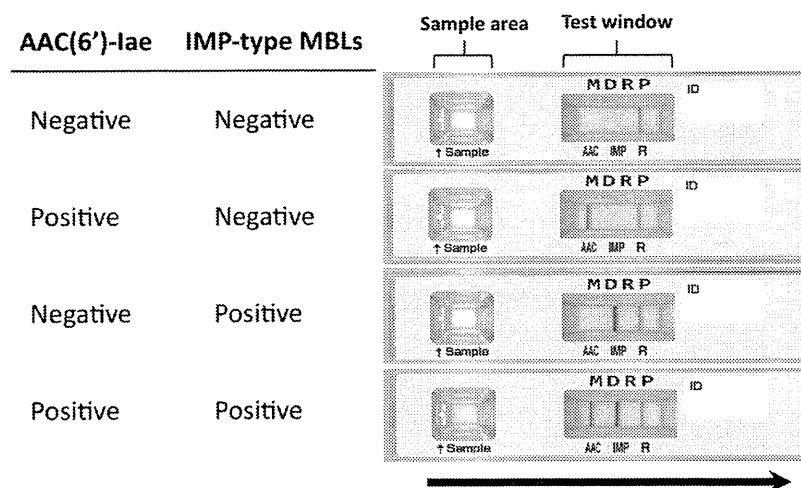 Sample area Test window
AAC(6')-Iae IMP-type MBLs
MDRP ID
Negative Negative
↑ Sample AAC IMP R
MDRP ID
Positive Negative
↑ Sample AAC IMP R
MDRP ID
Negative Positive
↑ Sample AAC IMP R
MDRP ID
Positive Positive
↑ Sample AAC IMP R